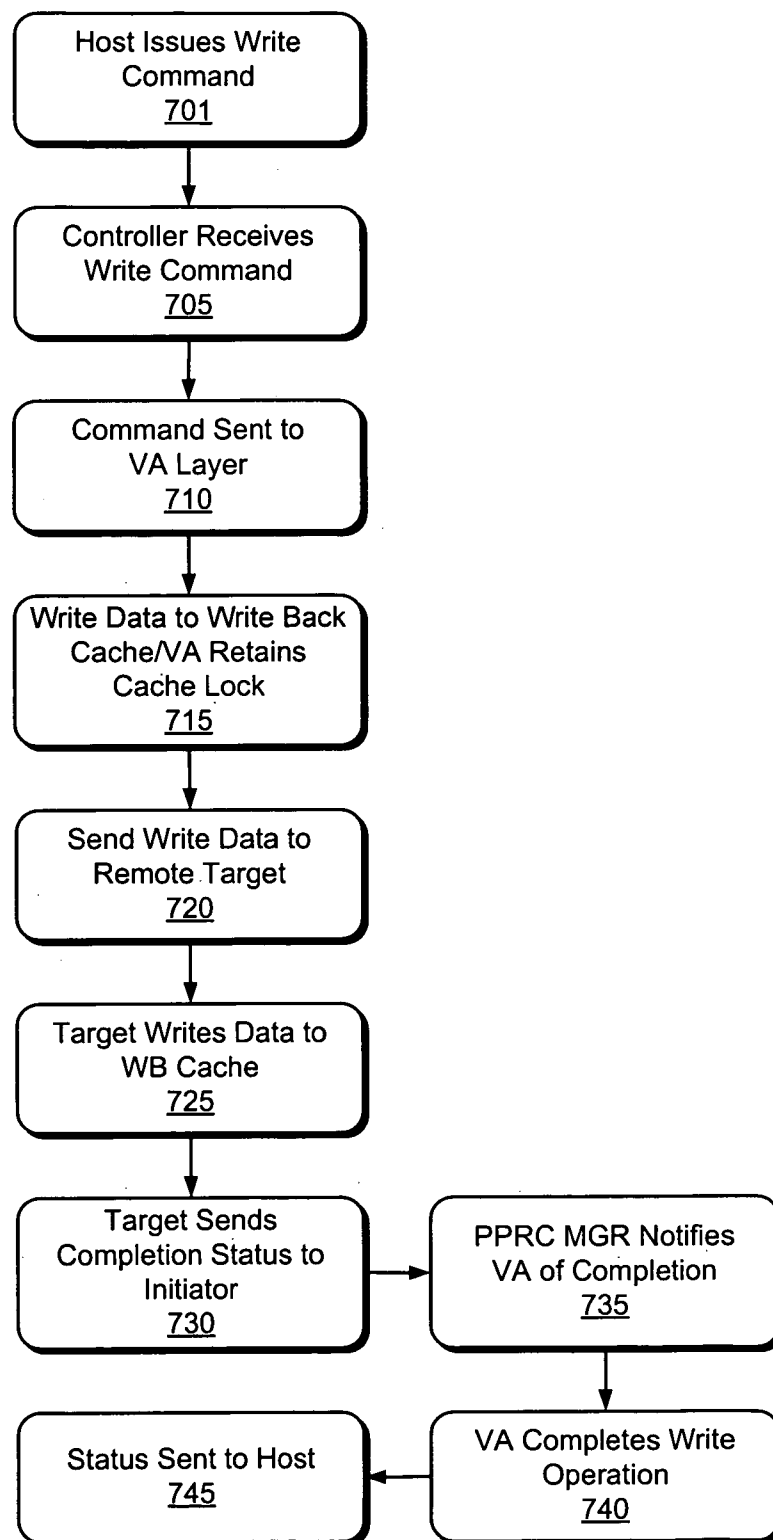 Host Issues Write
Command
701
Controller Receives
Write Command
705
Command Sent to
VA Layer
710
Write Data to Write Back
Cache/VA Retains
Cache Lock
715
Send Write Data to
Remote Target
720
Target Writes Data to
WB Cache
725
Target Sends
Completion Status to
Initiator
730
PPRC MGR Notifies
VA of Completion
735
VA Completes Write
Operation
740
Status Sent to Host
745